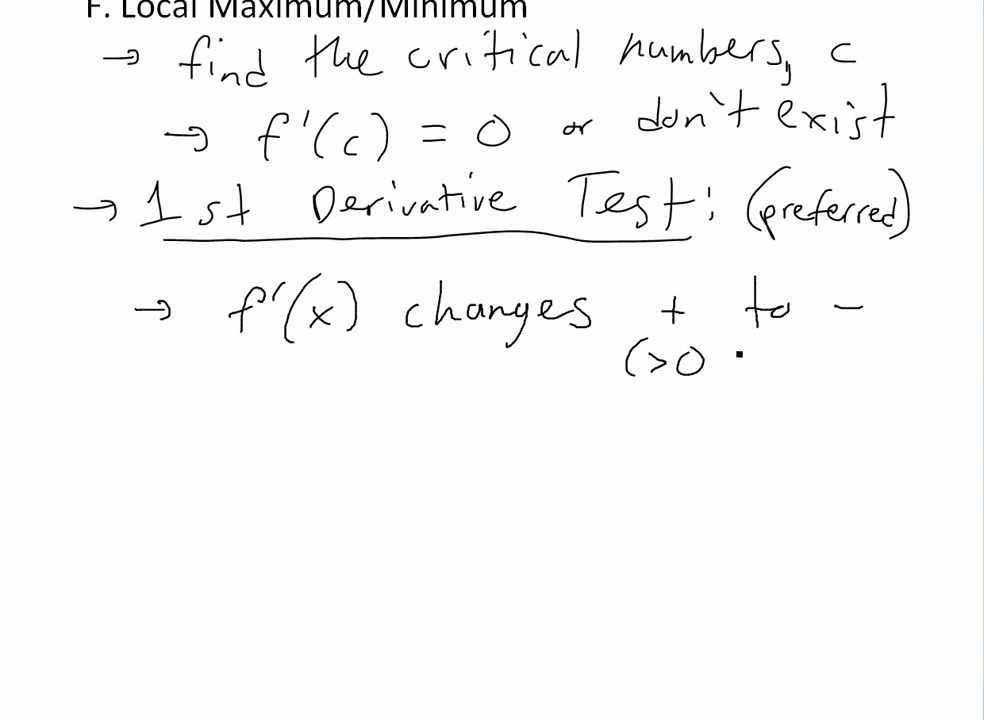 F. Local Maximum/Minimum
→ find the critical numbers, c
→ f'(c) = 0 or don't exist
→ 1st Derivative Test: (preferred)
→ f'(x) changes + to -
(>0